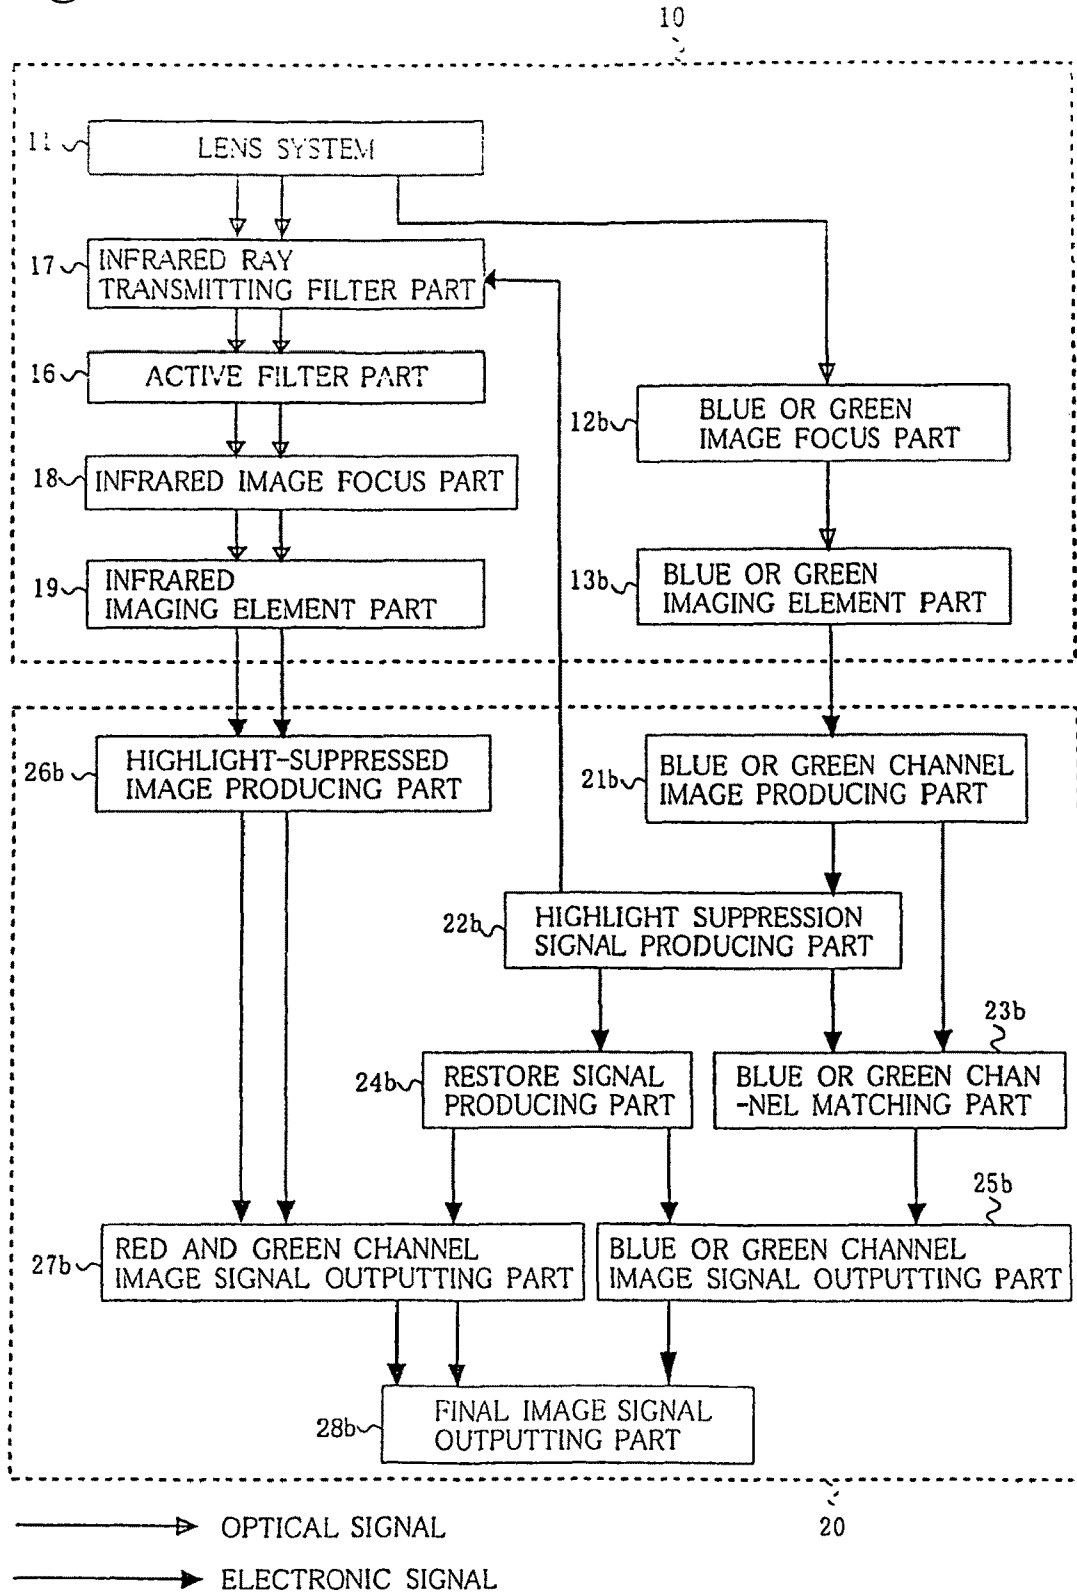 10
11
LENS SYSTEM
17
INFRARED RAY
TRANSMITTING FILTER PART
16
ACTIVE FILTER PART
12b
BLUE OR GREEN
IMAGE FOCUS PART
18
INFRARED IMAGE FOCUS PART
19
INFRARED
IMAGING ELEMENT PART
13b
BLUE OR GREEN
IMAGING ELEMENT PART
26b
HIGHLIGHT-SUPPRESSED
IMAGE PRODUCING PART
21b
BLUE OR GREEN CHANNEL
IMAGE PRODUCING PART
22b
HIGHLIGHT SUPPRESSION
SIGNAL PRODUCING PART
23b
24b
RESTORE SIGNAL
PRODUCING PART
BLUE OR GREEN CHAN
-NEL MATCHING PART
25b
27b
RED AND GREEN CHANNEL
IMAGE SIGNAL OUTPUTTING PART
BLUE OR GREEN CHANNEL
IMAGE SIGNAL OUTPUTTING PART
28b
FINAL IMAGE SIGNAL
OUTPUTTING PART
20
OPTICAL SIGNAL
ELECTRONIC SIGNAL